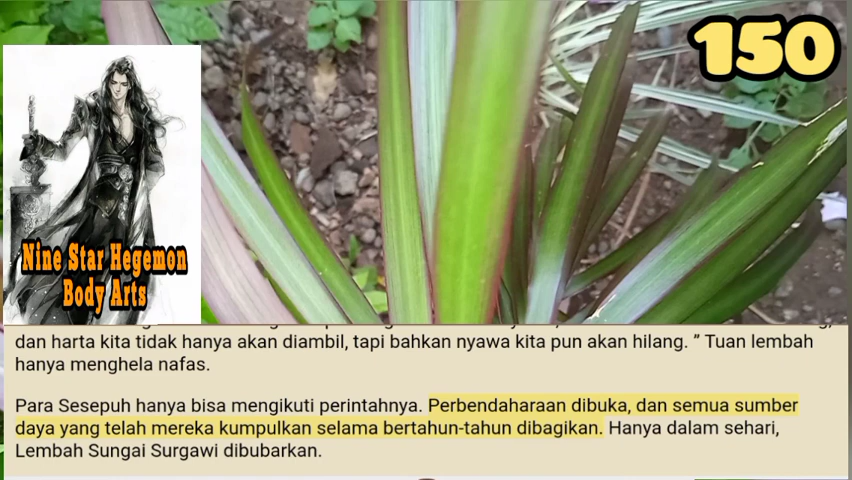 150
Nine Star Hegemon
Body Arts
dan harta kita tidak hanya akan diambil, tapi bahkan nyawa kita pun akan hilang. ” Tuan lembah
hanya menghela nafas.
Para Sesepuh hanya bisa mengikuti perintahnya. Perbendaharaan dibuka, dan semua sumber
daya yang telah mereka kumpulkan selama bertahun-tahun dibagikan. Hanya dalam sehari,
Lembah Sungai Surgawi dibubarkan.